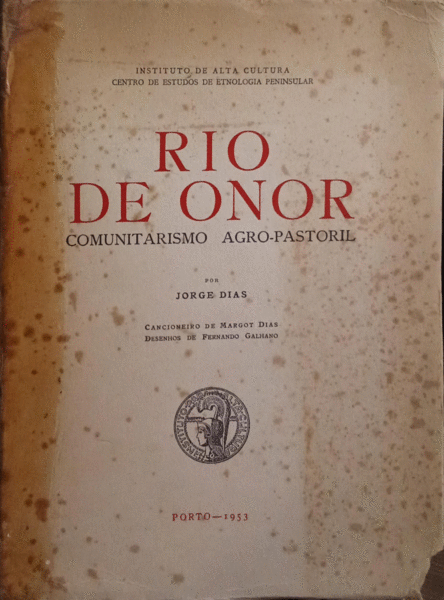 INSTITUTO DE ALTA CULTURA
CENTRO DE ESTUDOS DE ETNOLOGIA PENINSULAR
RIO
DE ONOR
COMUNITARISMO AGRO-PASTORIL
POR
JORGE DIAS
CANCIONEIRO DE MARGOT DIAS
DESENHOS DE FERNANDO GALHANO
PORTO—1953